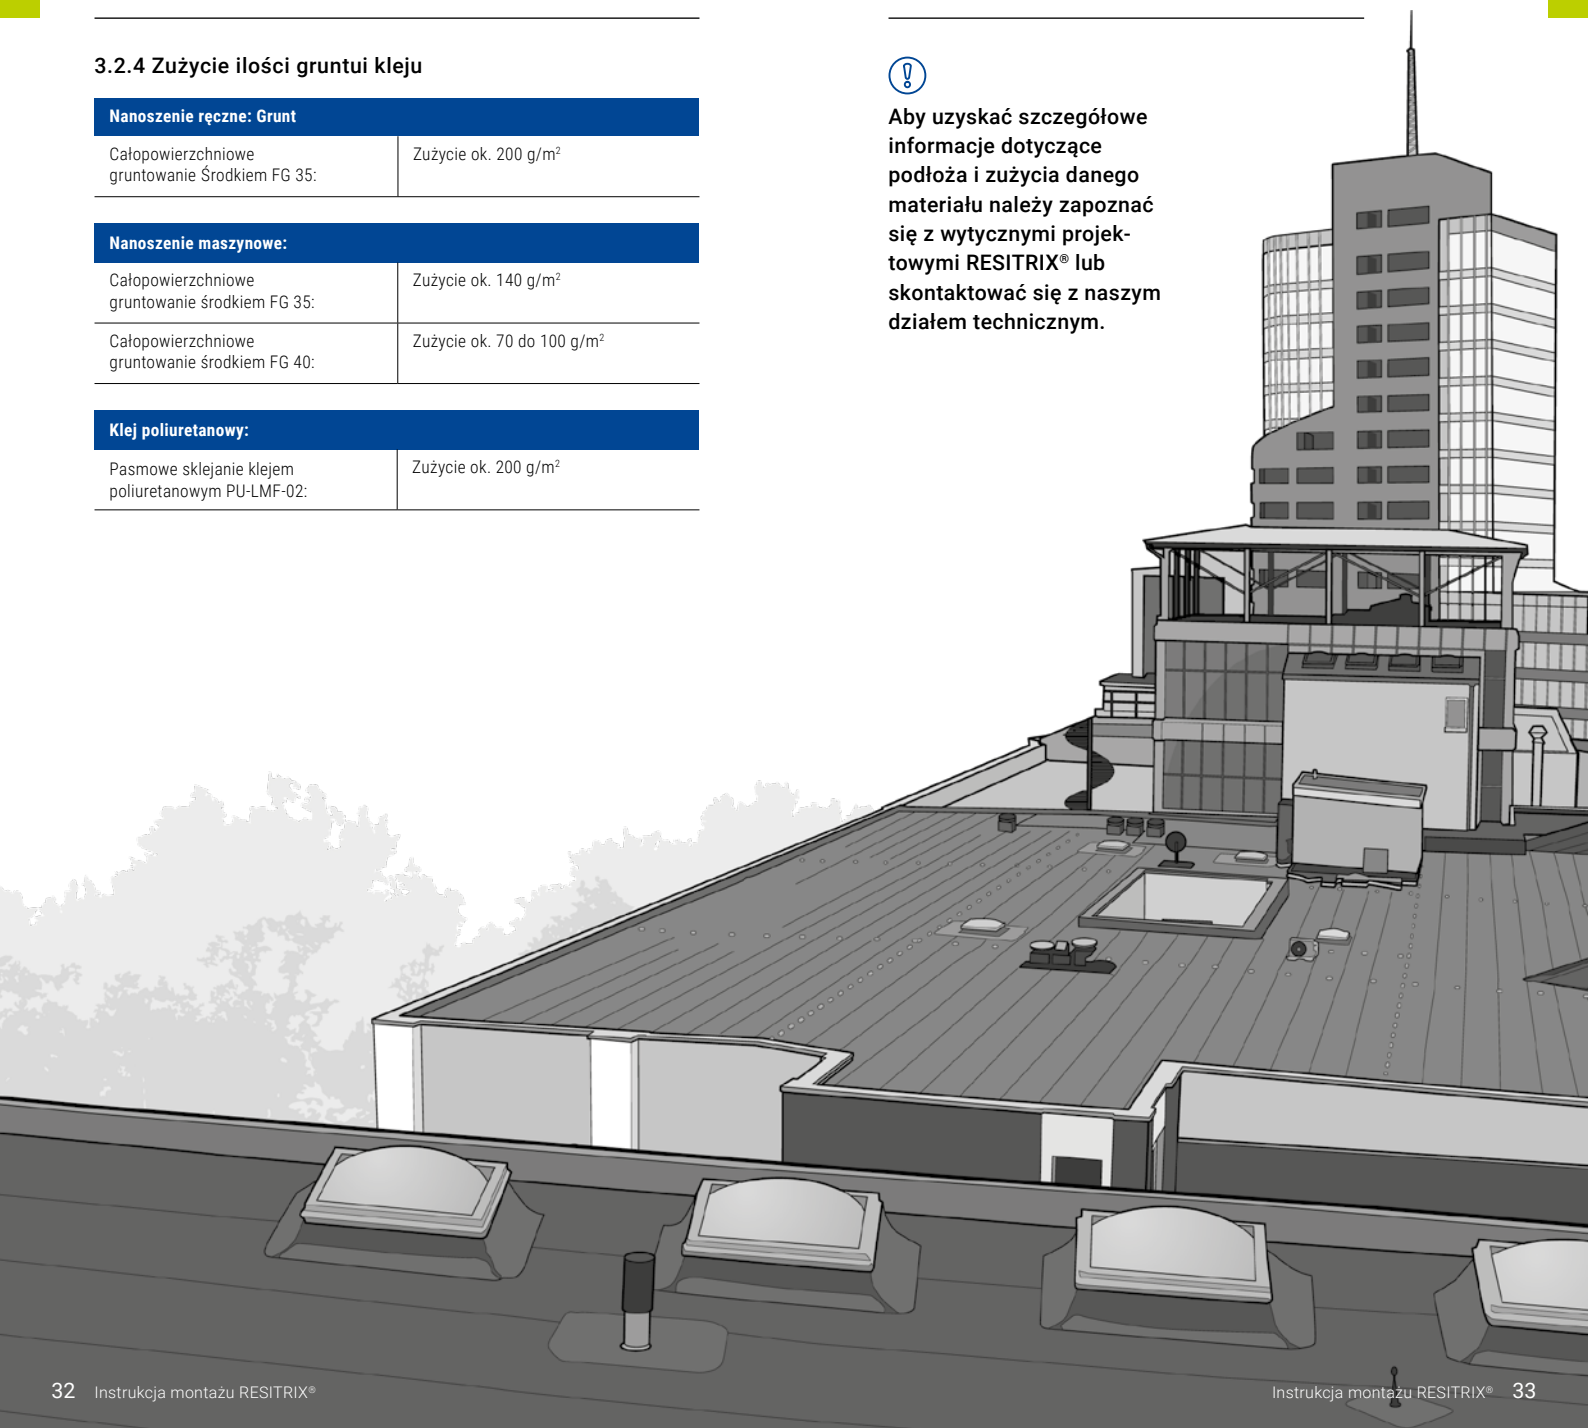 3.2.4 Zużycie ilości gruntui kleju
Nanoszenie ręczne: Grunt
Całopowierzchniowe
gruntowanie Środkiem FG 35:
Zużycie ok. 200 g/m²
Nanoszenie maszynowe:
Całopowierzchniowe
gruntowanie środkiem FG 35:
Zużycie ok. 140 g/m²
Całopowierzchniowe
gruntowanie środkiem FG 40:
Zużycie ok. 70 do 100 g/m²
Klej poliuretanowy:
Pasmowe sklejanie klejem
poliuretanowym PU-LMF-02:
Zużycie ok. 200 g/m²
Aby uzyskać szczegółowe
informacje dotyczące
podłoża i zużycia danego
materiału należy zapoznać
się z wytycznymi projek-
towymi RESITRIX® lub
skontaktować się z naszym
działem technicznym.
32 Instrukcja montażu RESITRIX®
Instrukcja montażu RESITRIX® 33